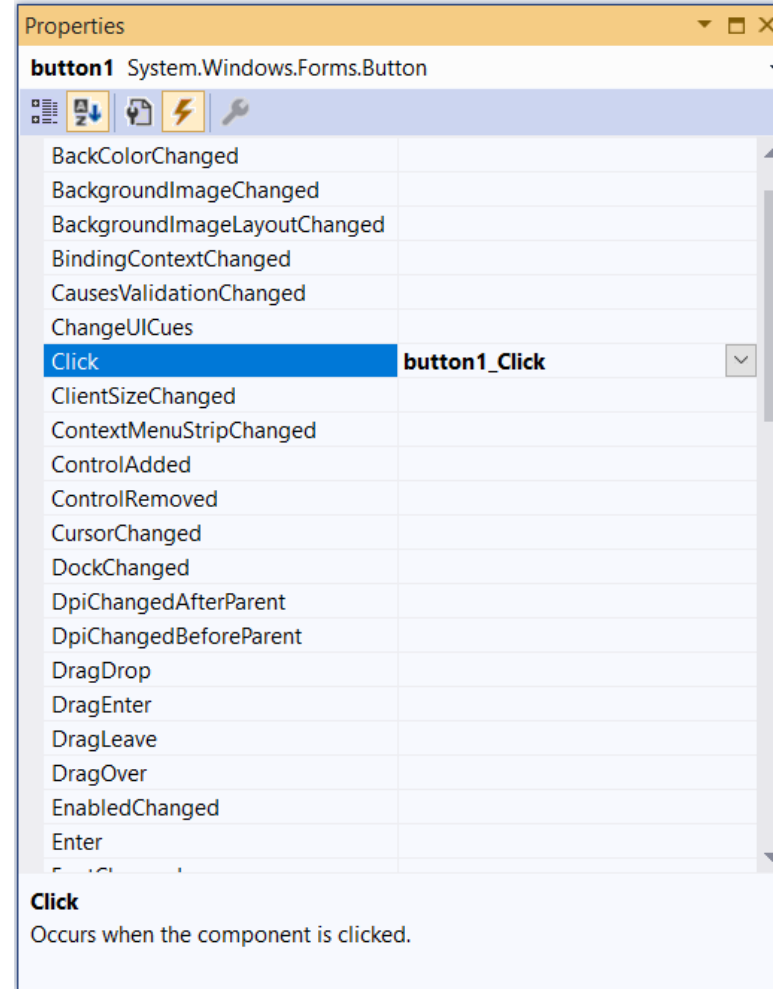 Properties
button1 System.Windows.Forms.Button
BackColorChanged
BackgroundImageChanged
BackgroundImageLayoutChanged
BindingContextChanged
CausesValidationChanged
ChangeUICues
Click button1_Click
ClientSizeChanged
ContextMenuStripChanged
ControlAdded
ControlRemoved
CursorChanged
DockChanged
DpiChangedAfterParent
DpiChangedBeforeParent
DragDrop
DragEnter
DragLeave
DragOver
EnabledChanged
Enter
Click
Occurs when the component is clicked.